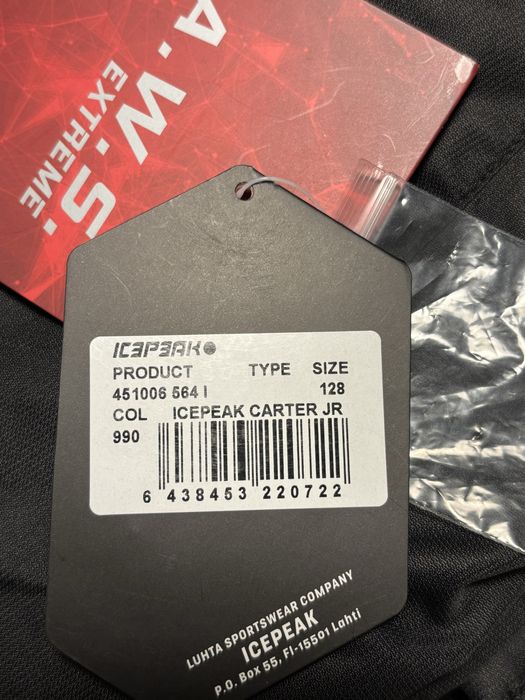 A.W.S.
EXTREME
ICEPEAK
PRODUCT TYPE SIZE
451006 564 I 128
COL ICEPEAK CARTER JR
990
6 438453 220722
LUHTA SPORTSWEAR COMPANY
ICEPEAK
P.O. Box 55, FI-15501 Lahti